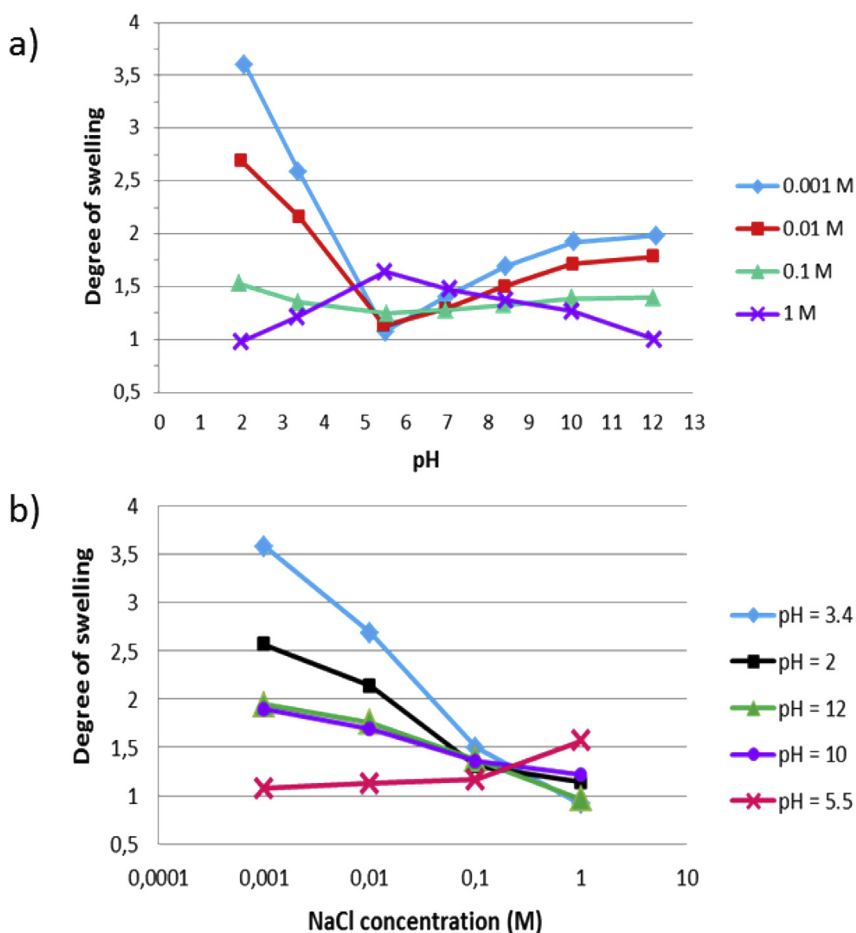 a)
Degree of swelling
4
3,5
3
2,5
2
1,5
1
0,5
0 1 2 3 4 5 6 7 8 9 10 11 12 13
pH
0.001 M
0.01 M
0.1 M
1 M
b)
Degree of swelling
4
3,5
3
2,5
2
1,5
1
0,5
0,0001 0,001 0,01 0,1 1 10
NaCl concentration (M)
pH = 3.4
pH = 2
pH = 12
pH = 10
pH = 5.5